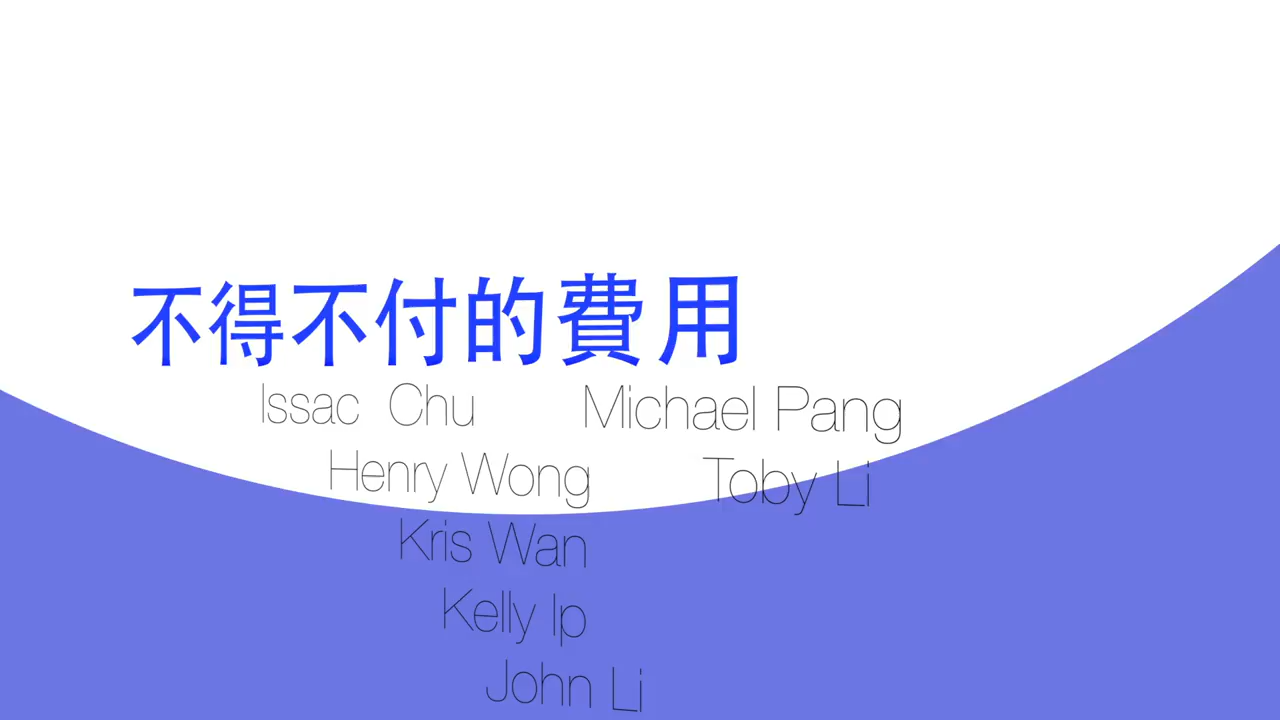 不得不付的費用
Issac Chu Michael Pang
Henry Wong Toby Li
Kris Wan
Kelly Ip
John Li